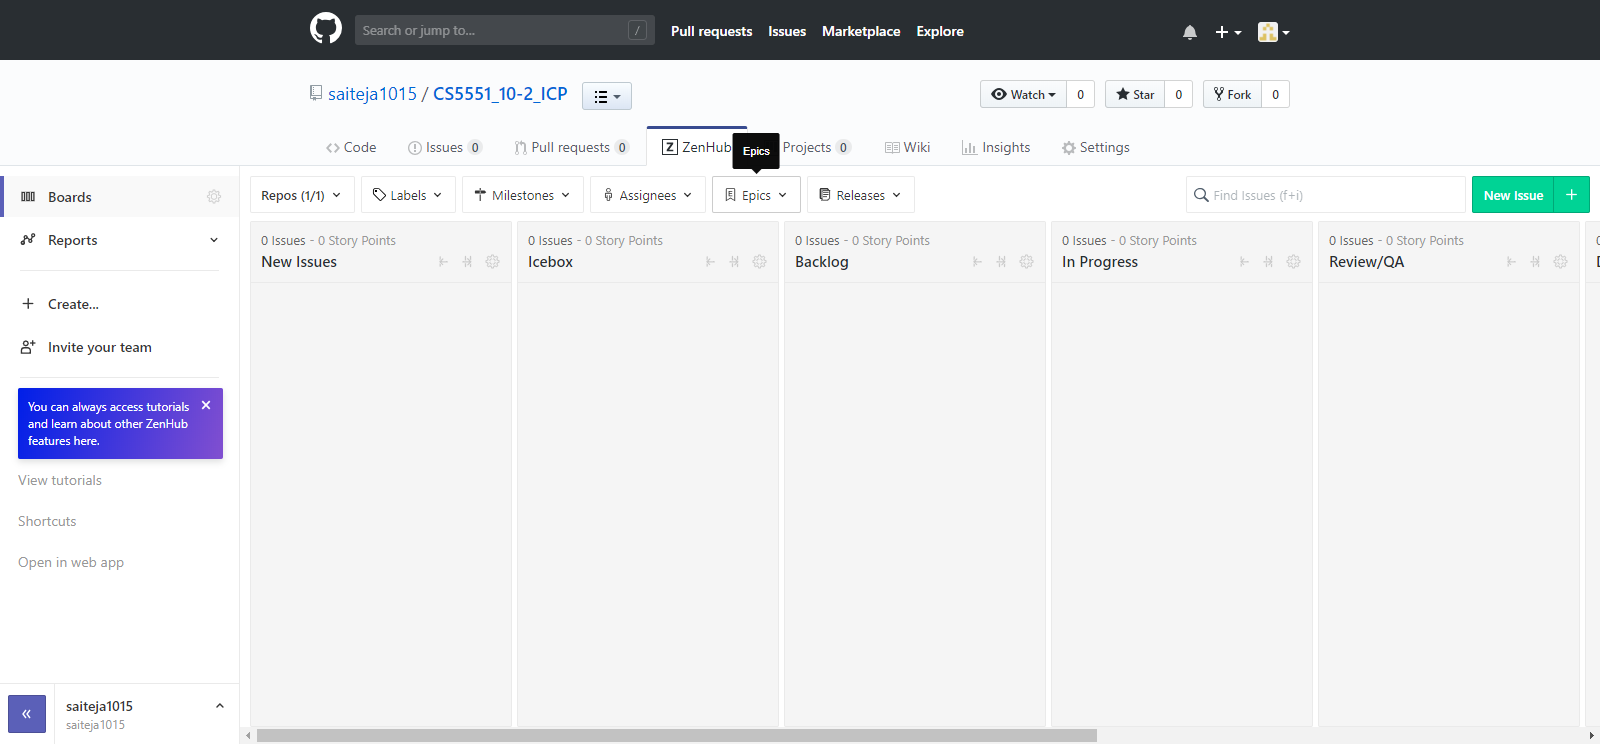 Search or jump to... /
Pull requests Issues Marketplace Explore
saiteja1015 / CS5551_10-2_ICP
Watch 0 Star 0 Fork 0
Code Issues 0 Pull requests 0 Z ZenHub Projects 0 Wiki Insights Settings
Epics
Boards
Reports
Create...
Invite your team
You can always access tutorials
and learn about other ZenHub
features here.
View tutorials
Shortcuts
Open in web app
saiteja1015
saiteja1015
Repos (1/1) Labels Milestones Assignees Epics Releases Find Issues (f+i) New Issue +
0 Issues - 0 Story Points
New Issues
0 Issues - 0 Story Points
Icebox
0 Issues - 0 Story Points
Backlog
0 Issues - 0 Story Points
In Progress
0 Issues - 0 Story Points
Review/QA